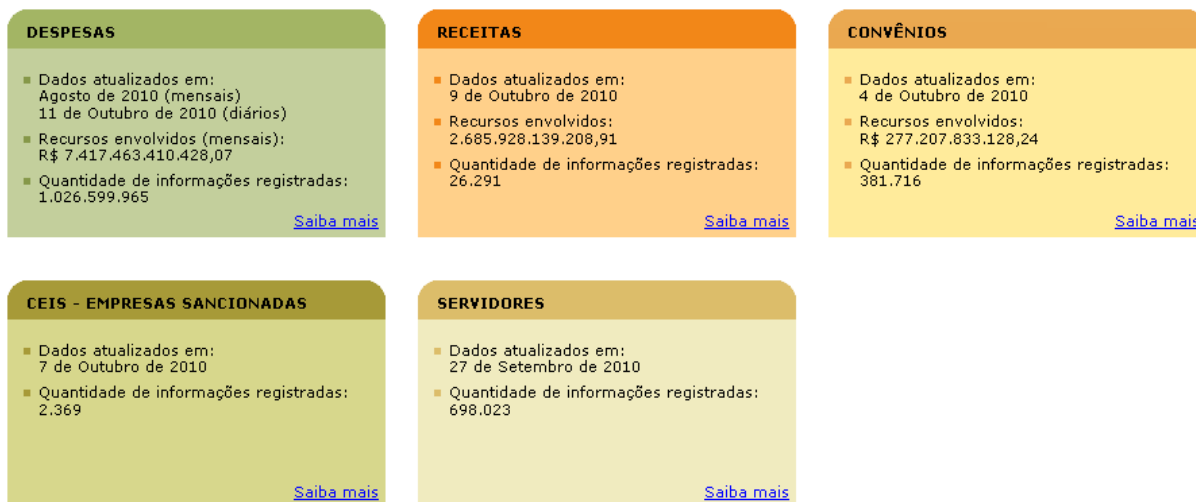 DESPESAS
Dados atualizados em:
Agosto de 2010 (mensais)
11 de Outubro de 2010 (diários)
Recursos envolvidos (mensais):
R$ 7.417.463.410.428,07
Quantidade de informações registradas:
1.026.599.965
Saiba mais
RECEITAS
Dados atualizados em:
9 de Outubro de 2010
Recursos envolvidos:
2.685.928.139.208,91
Quantidade de informações registradas:
26.291
Saiba mais
CONVÊNIOS
Dados atualizados em:
4 de Outubro de 2010
Recursos envolvidos:
R$ 277.207.833.128,24
Quantidade de informações registradas:
381.716
Saiba mais
CEIS - EMPRESAS SANCIONADAS
Dados atualizados em:
7 de Outubro de 2010
Quantidade de informações registradas:
2.369
Saiba mais
SERVIDORES
Dados atualizados em:
27 de Setembro de 2010
Quantidade de informações registradas:
698.023
Saiba mais